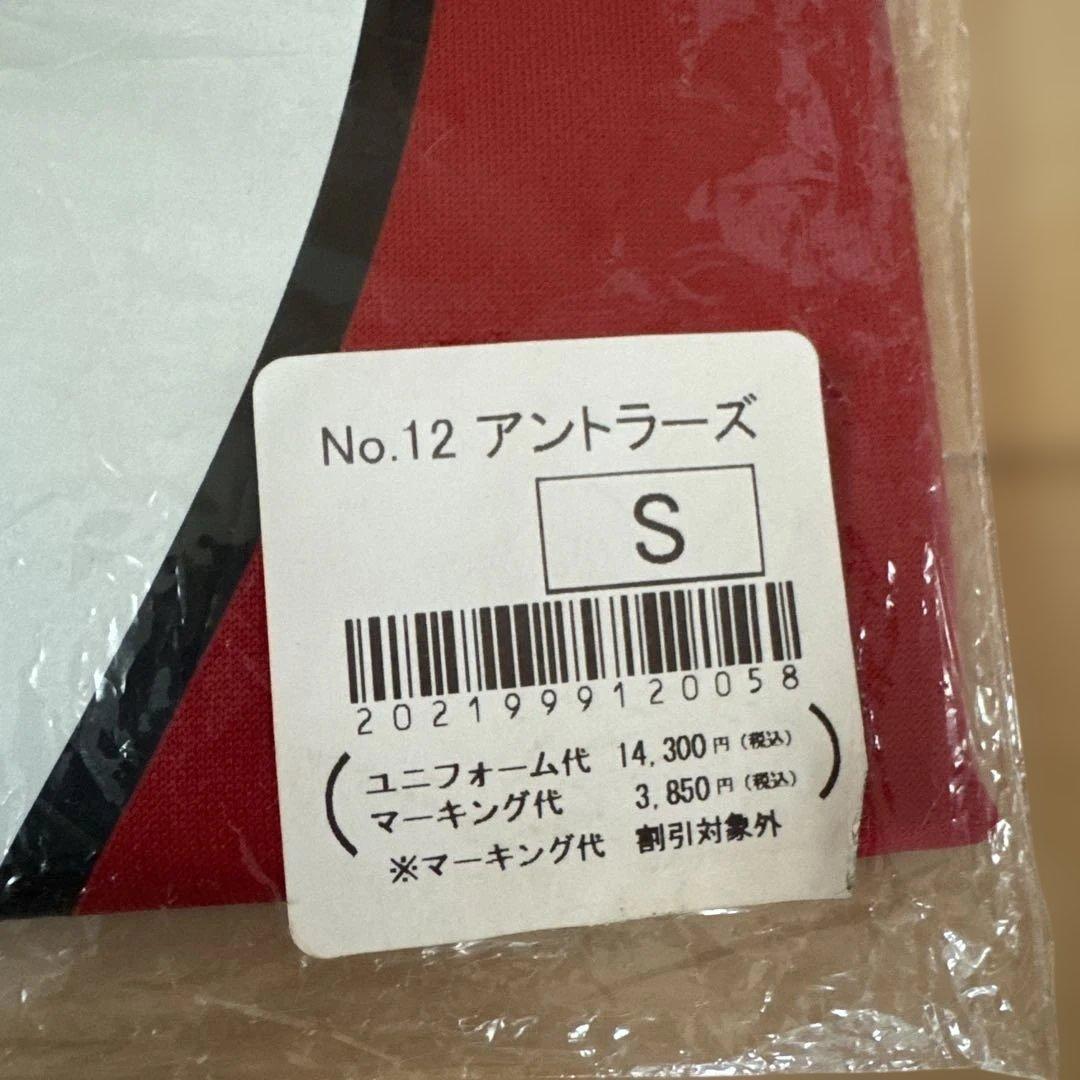 No.12 アントラーズ
S
2021999120058
(ユニフォーム代 14,300円(税込)
マーキング代 3,850円(税込))
※マーキング代 割引対象外